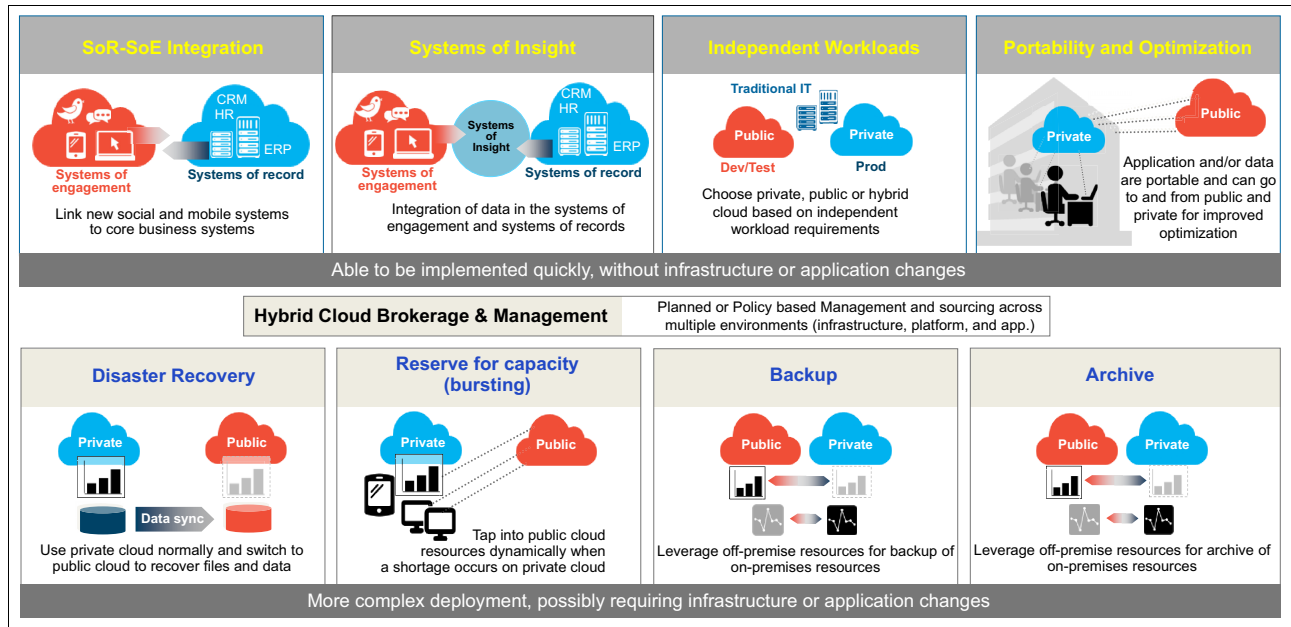 SoR-SoE Integration
CRM
HR
ERP
Systems of
engagement
Systems of record
Link new social and mobile systems
to core business systems
Systems of Insight
CRM
HR
Systems
of
Insight
ERP
Systems of
engagement
Systems of record
Integration of data in the systems of
engagement and systems of records
Independent Workloads
Traditional IT
Public
Private
Dev/Test
Prod
Choose private, public or hybrid
cloud based on independent
workload requirements
Portability and Optimization
Public
Private
Application and/or data
are portable and can go
to and from public and
private for improved
optimization
Able to be implemented quickly, without infrastructure or application changes
Hybrid Cloud Brokerage & Management
Planned or Policy based Management and sourcing across
multiple environments (infrastructure, platform, and app.)
Disaster Recovery
Private
Public
Data sync
Use private cloud normally and switch to
public cloud to recover files and data
Reserve for capacity
(bursting)
Private
Public
Tap into public cloud
resources dynamically when
a shortage occurs on private cloud
Backup
Public
Private
Leverage off-premise resources for backup of
on-premises resources
Archive
Public
Private
Leverage off-premise resources for archive of
on-premises resources
More complex deployment, possibly requiring infrastructure or application changes